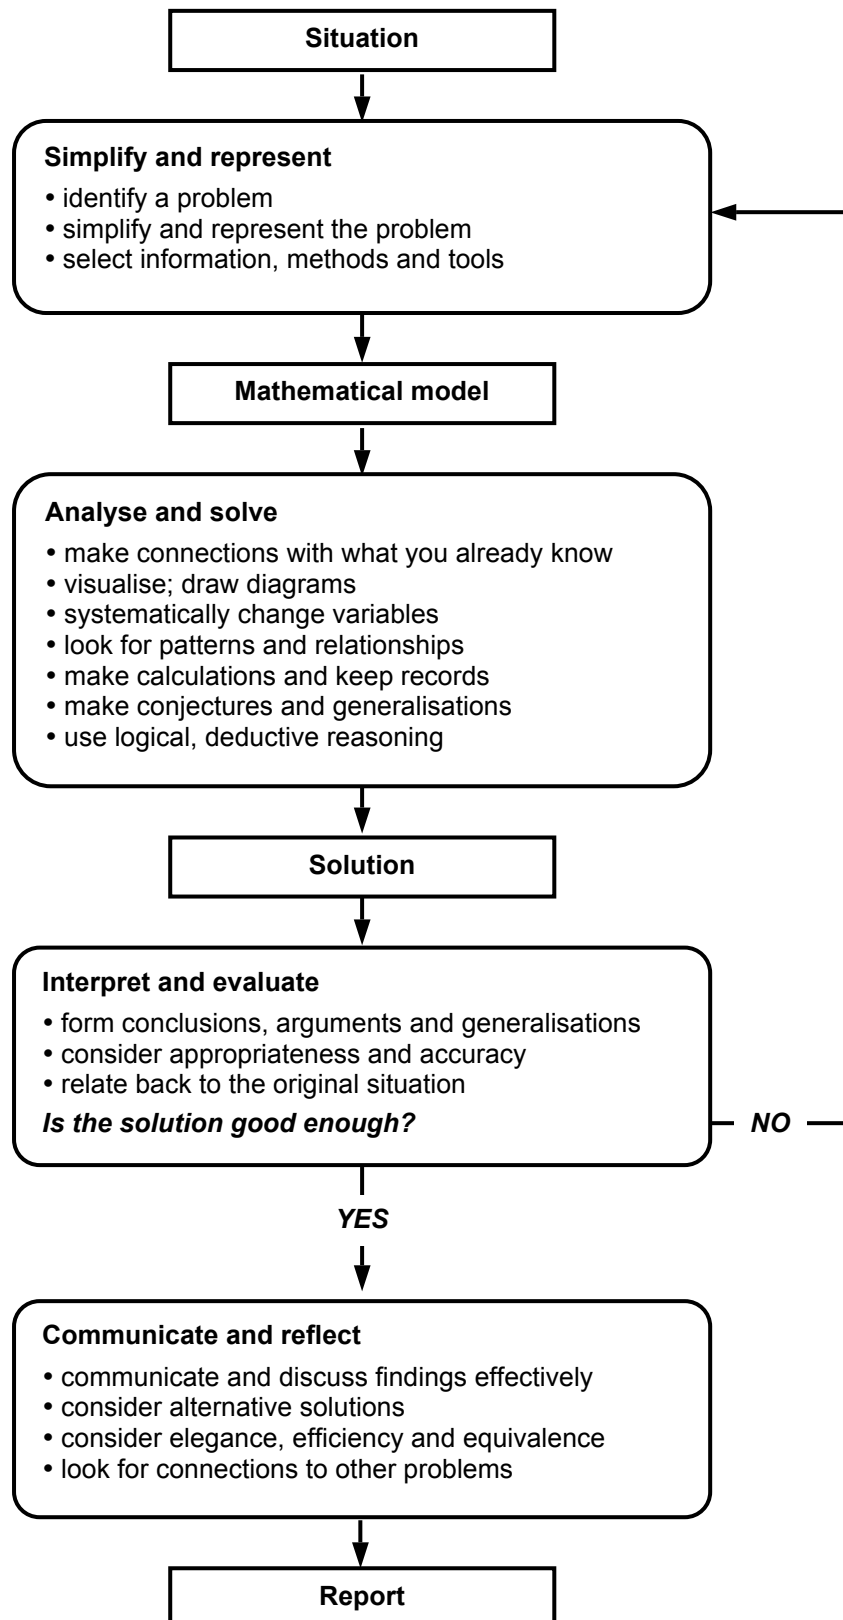 Situation
Simplify and represent
• identify a problem
• simplify and represent the problem
• select information, methods and tools
Mathematical model
Analyse and solve
• make connections with what you already know
• visualise; draw diagrams
• systematically change variables
• look for patterns and relationships
• make calculations and keep records
• make conjectures and generalisations
• use logical, deductive reasoning
Solution
Interpret and evaluate
• form conclusions, arguments and generalisations
• consider appropriateness and accuracy
• relate back to the original situation
Is the solution good enough?
NO
YES
Communicate and reflect
• communicate and discuss findings effectively
• consider alternative solutions
• consider elegance, efficiency and equivalence
• look for connections to other problems
Report